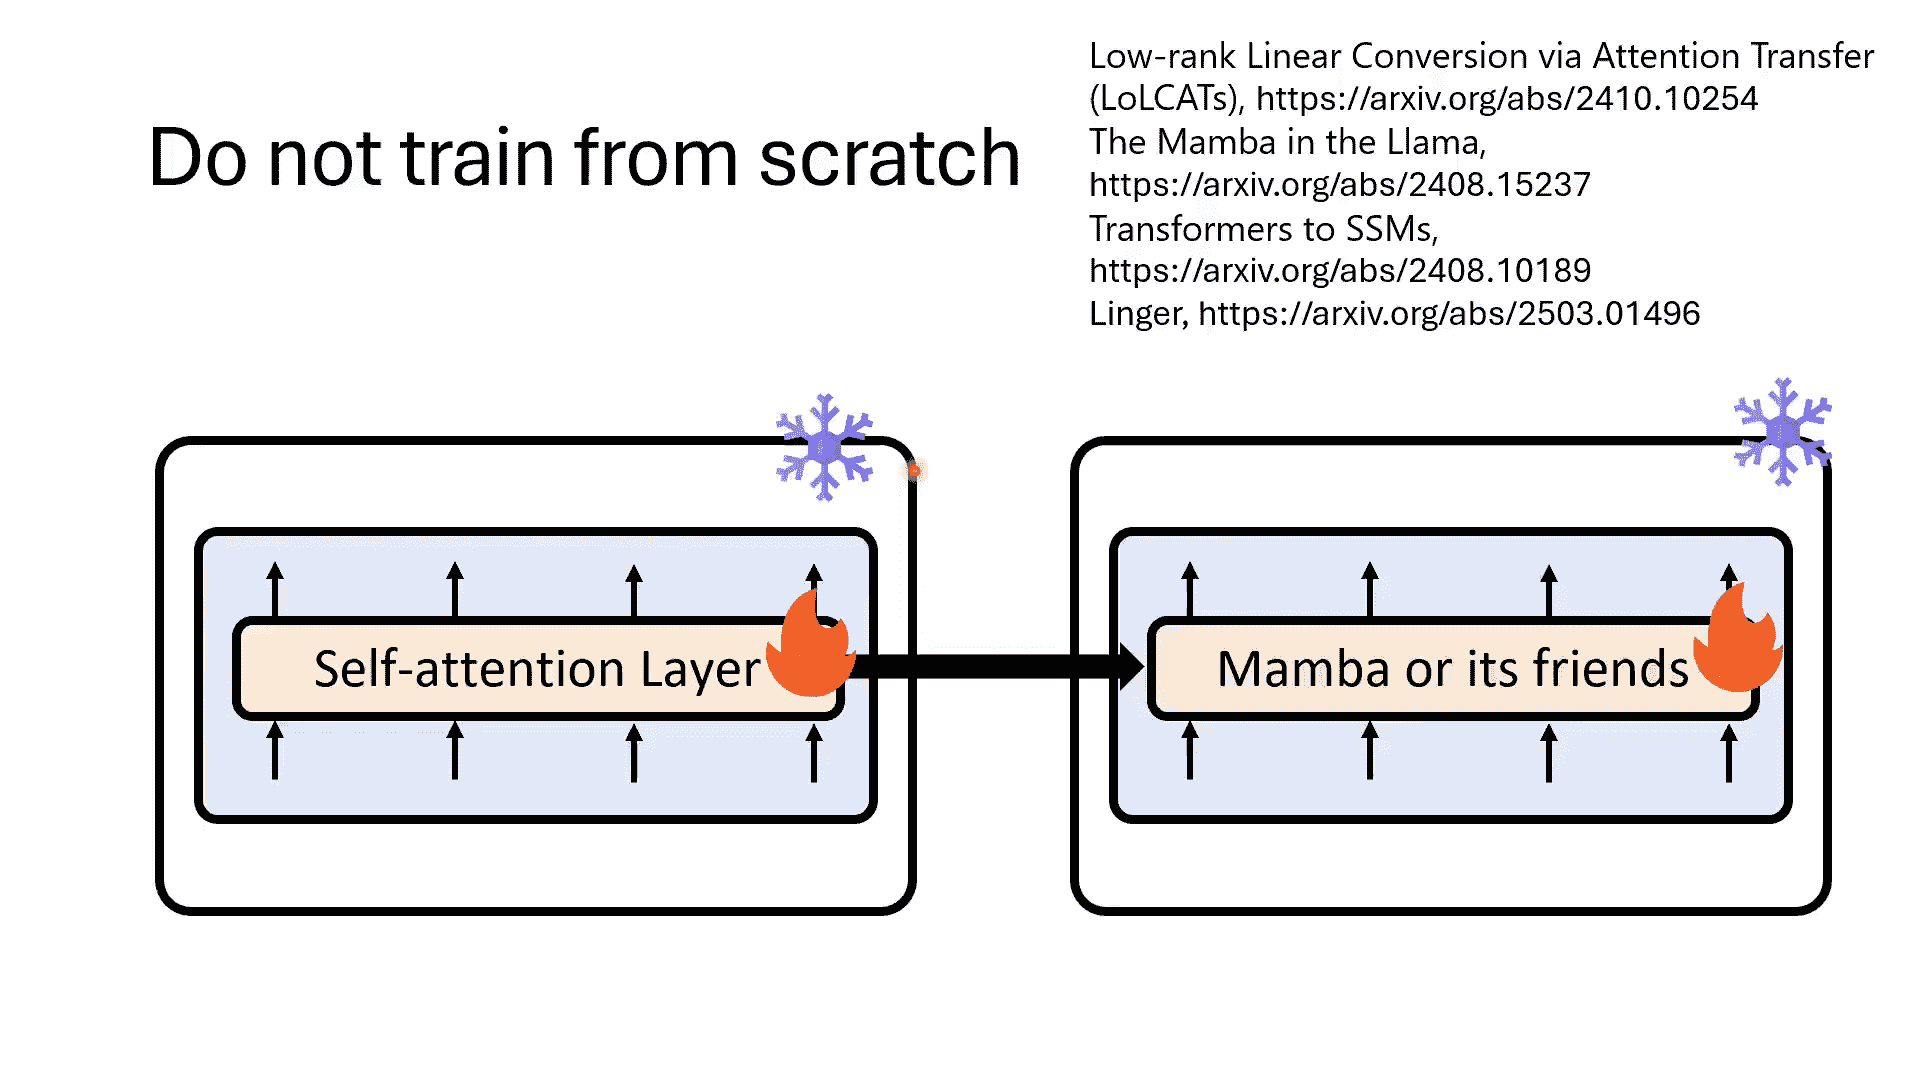 Do not train from scratch
Low-rank Linear Conversion via Attention Transfer
(LoLCATs), https://arxiv.org/abs/2410.10254
The Mamba in the Llama,
https://arxiv.org/abs/2408.15237
Transformers to SSMs,
https://arxiv.org/abs/2408.10189
Linger, https://arxiv.org/abs/2503.01496
Self-attention Layer
Mamba or its friends